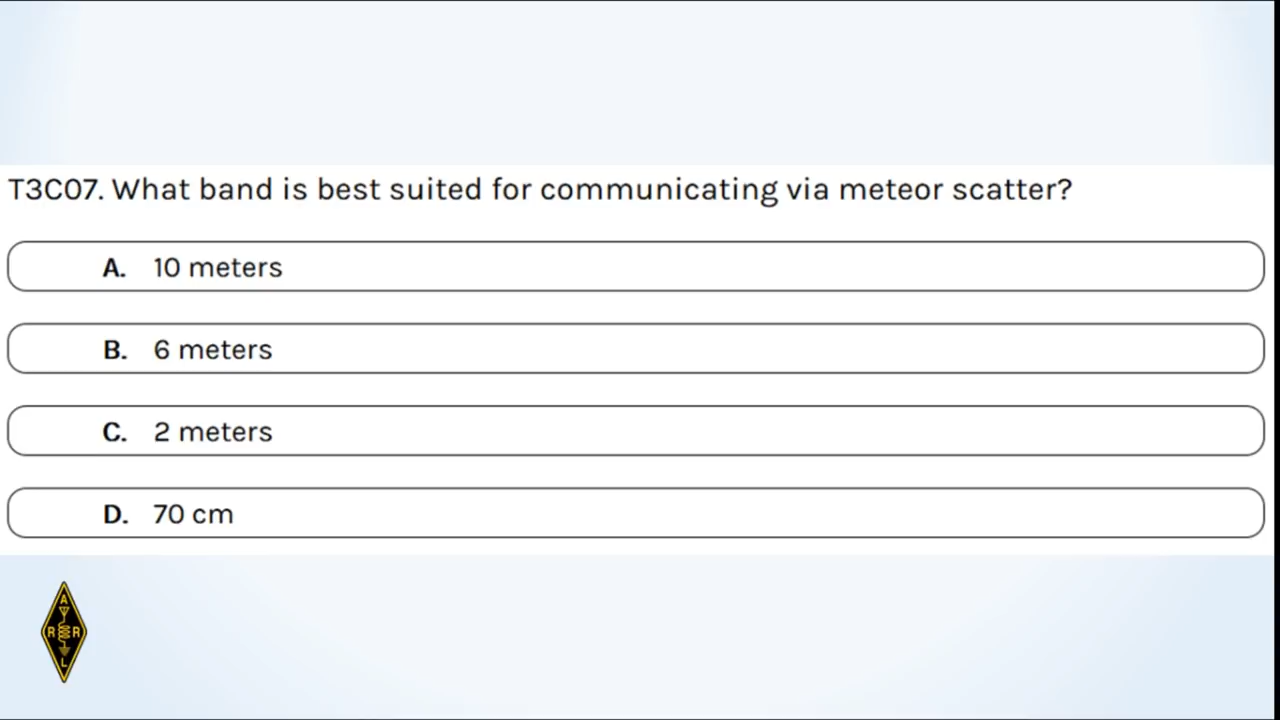 T3C07. What band is best suited for communicating via meteor scatter?
A. 10 meters
B. 6 meters
C. 2 meters
D. 70 cm
A
R R
L